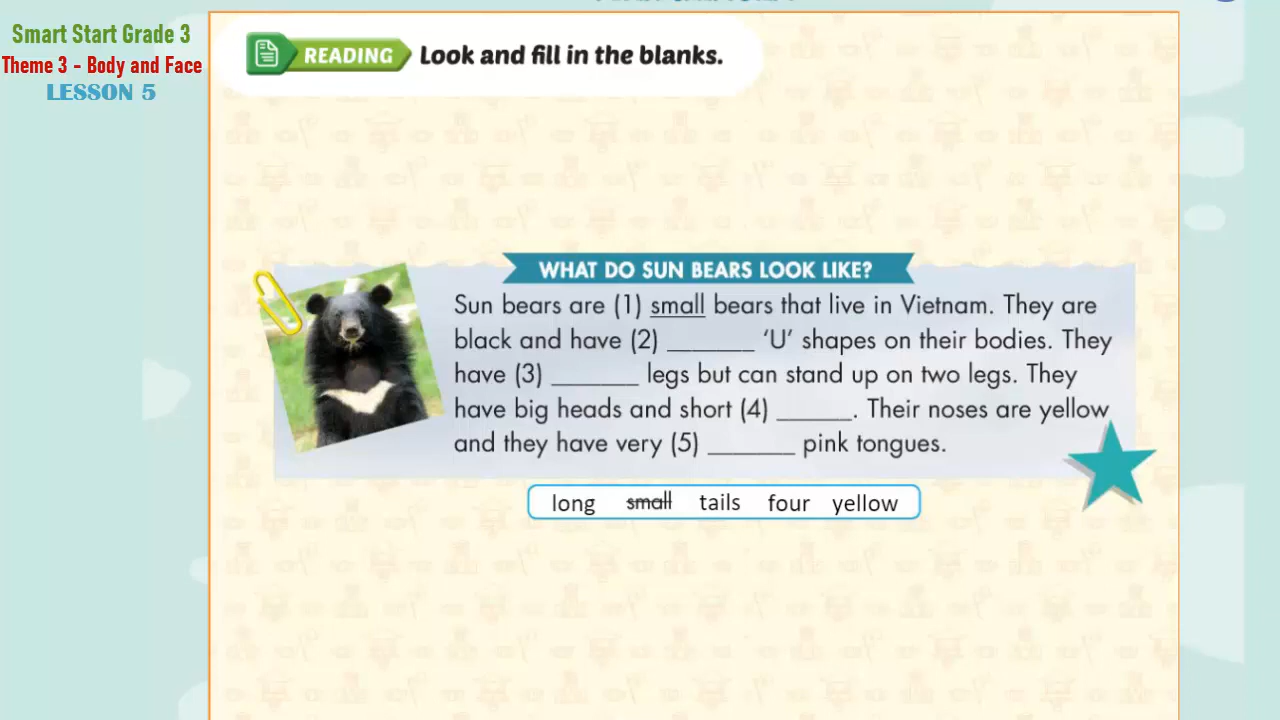 Smart Start Grade 3
Theme 3 - Body and Face
LESSON 5
READING Look and fill in the blanks.
WHAT DO SUN BEARS LOOK LIKE?
Sun bears are (1) small bears that live in Vietnam. They are
black and have (2) _______ ‘U’ shapes on their bodies. They
have (3) _______ legs but can stand up on two legs. They
have big heads and short (4) ______. Their noses are yellow
and they have very (5) _______ pink tongues.
long small tails four yellow